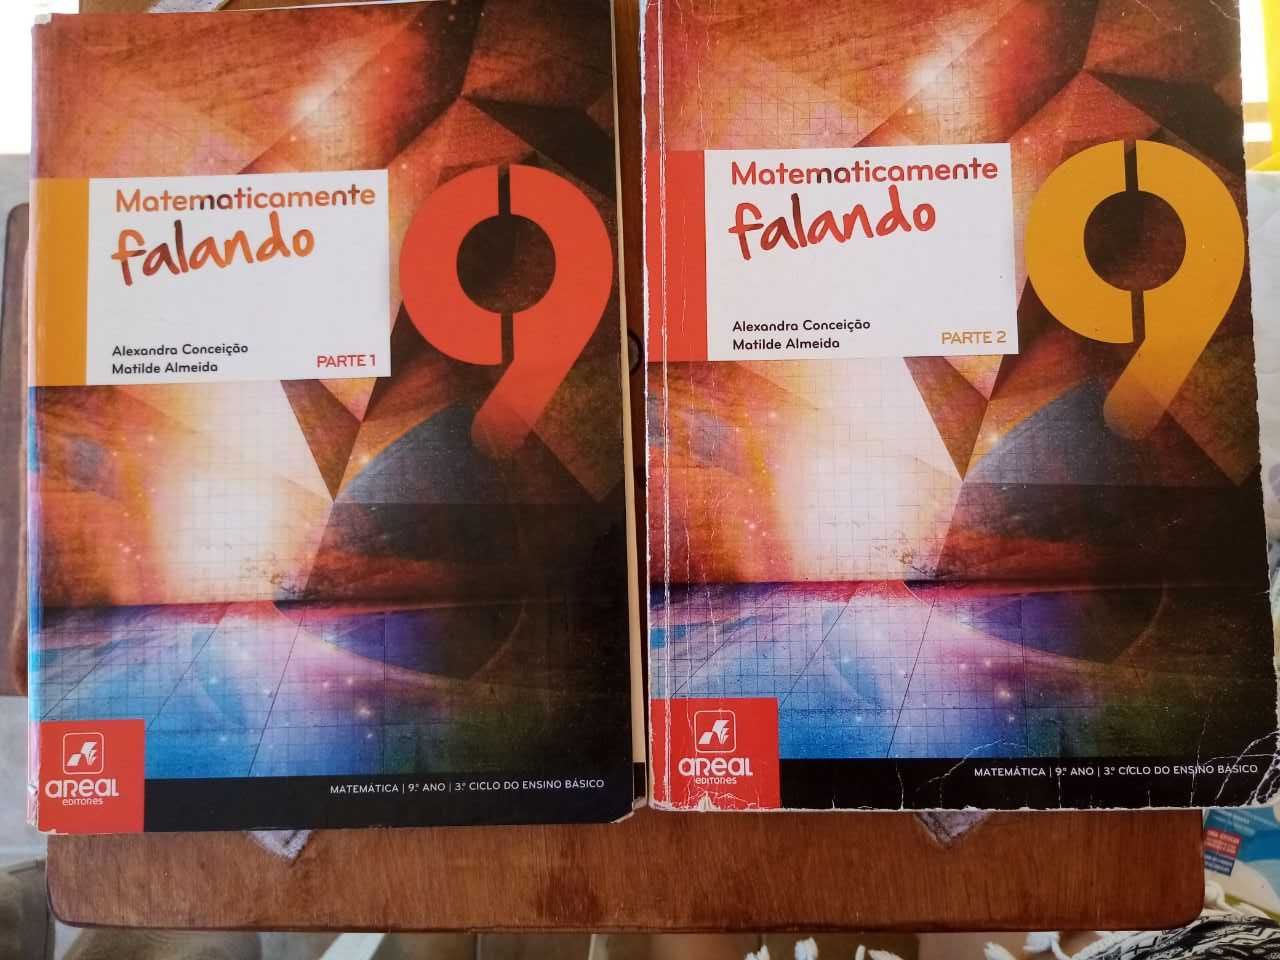 Matematicamente
falando
9
Alexandra Conceição
Matilde Almeida
PARTE 1
AREAL
EDITORES
MATEMÁTICA | 9.º ANO | 3.º CICLO DO ENSINO BÁSICO
Matematicamente
falando
9
Alexandra Conceição
Matilde Almeida
PARTE 2
AREAL
EDITORES
MATEMÁTICA | 9.º ANO | 3.º CICLO DO ENSINO BÁSICO